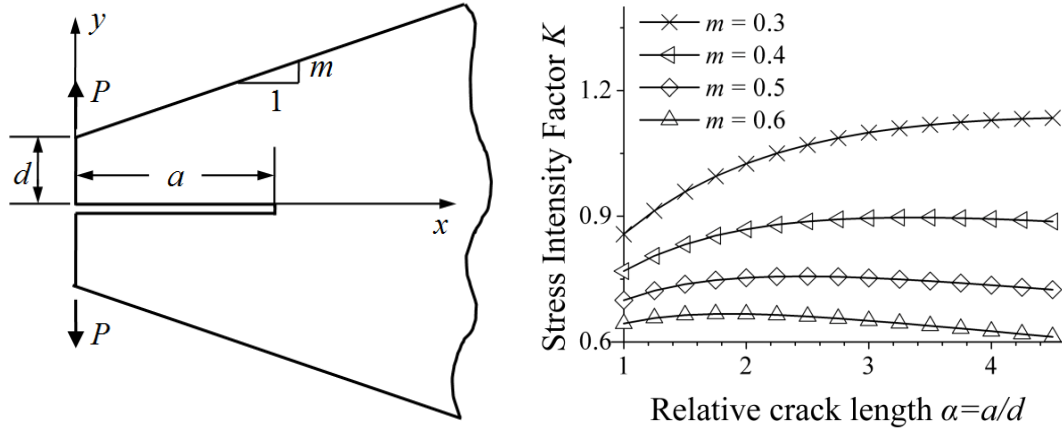 y
P
m
1
d
a
x
P
Stress Intensity Factor K
1.2
0.9
0.6
m = 0.3
m = 0.4
m = 0.5
m = 0.6
1 2 3 4
Relative crack length α=a/d